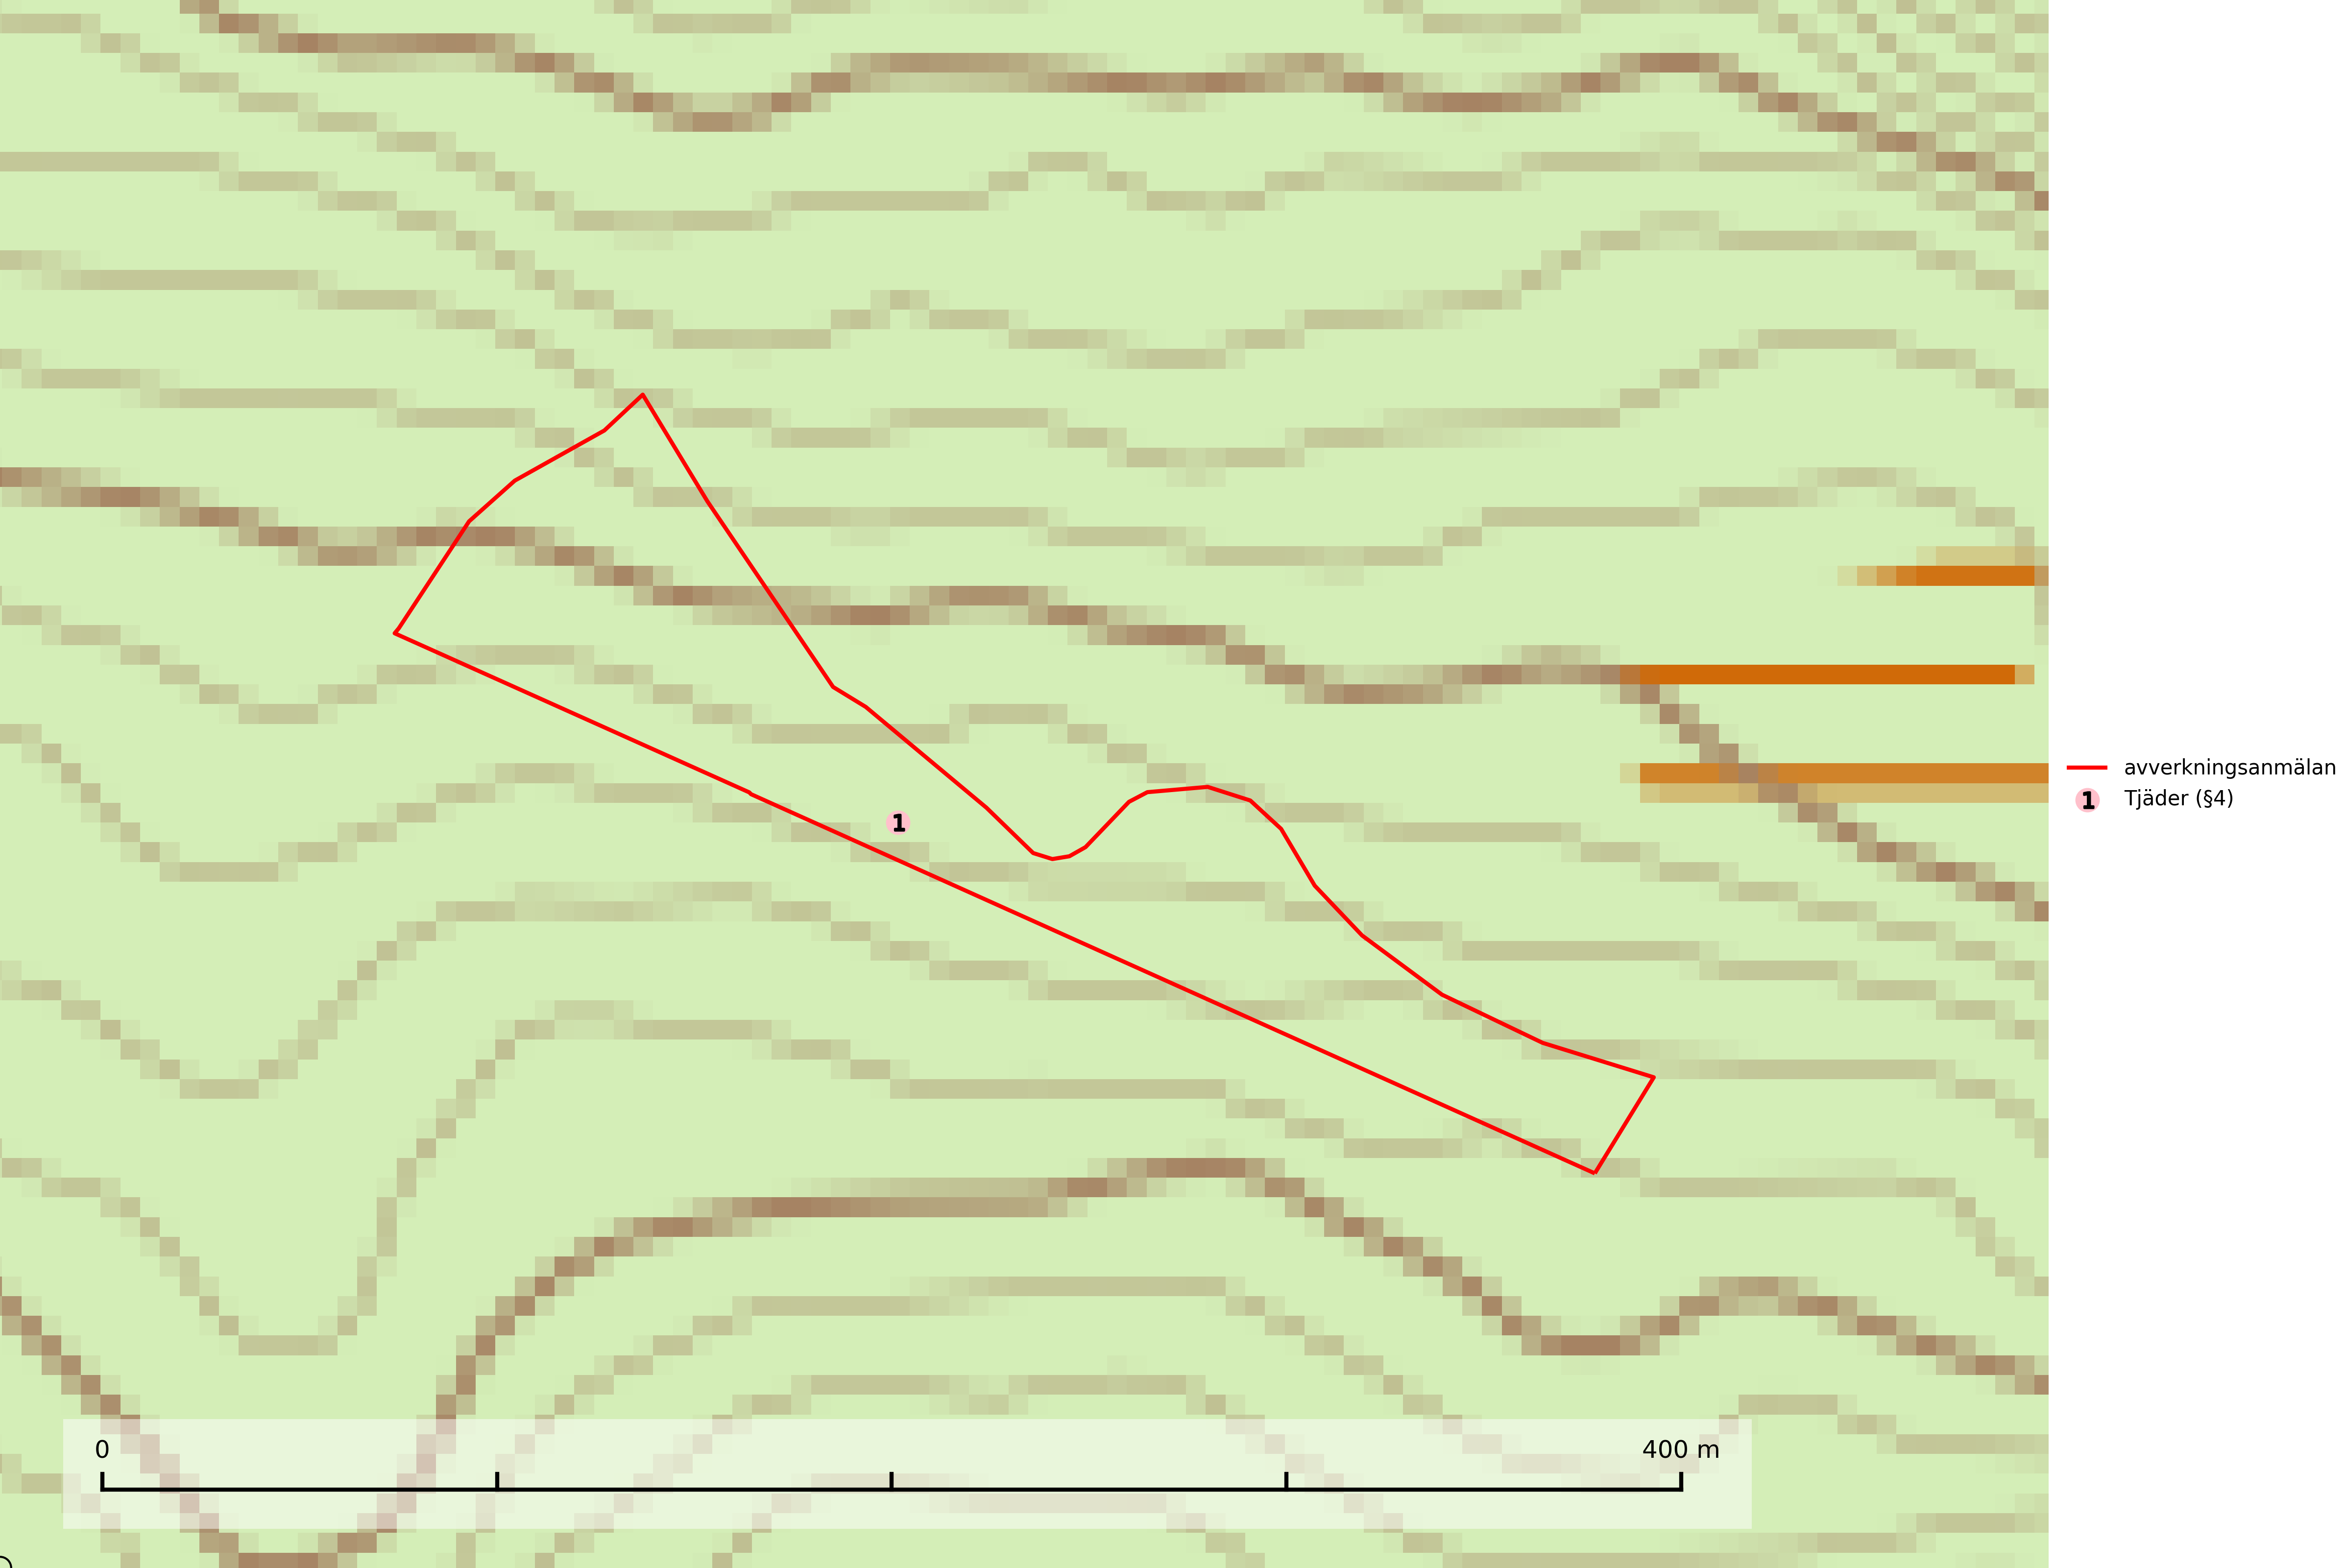 avverkningsanmälan
1 Tjäder (§4)
1
0 400 m